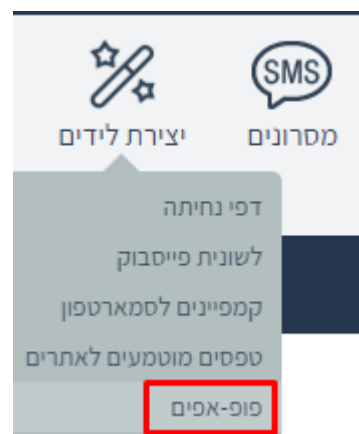 SMS
מסרונים
יצירת לידים
דפי נחיתה
לשונית פייסבוק
קמפיינים לסמארטפון
טפסים מוטמעים לאתרים
פופ-אפים